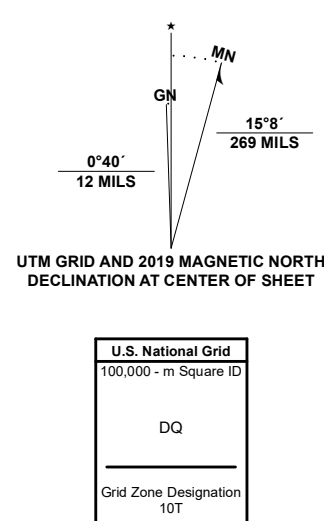 ★
MN
GN
15°8´
269 MILS
0°40´
12 MILS
UTM GRID AND 2019 MAGNETIC NORTH
DECLINATION AT CENTER OF SHEET
U.S. National Grid
100,000 - m Square ID
DQ
Grid Zone Designation
10T